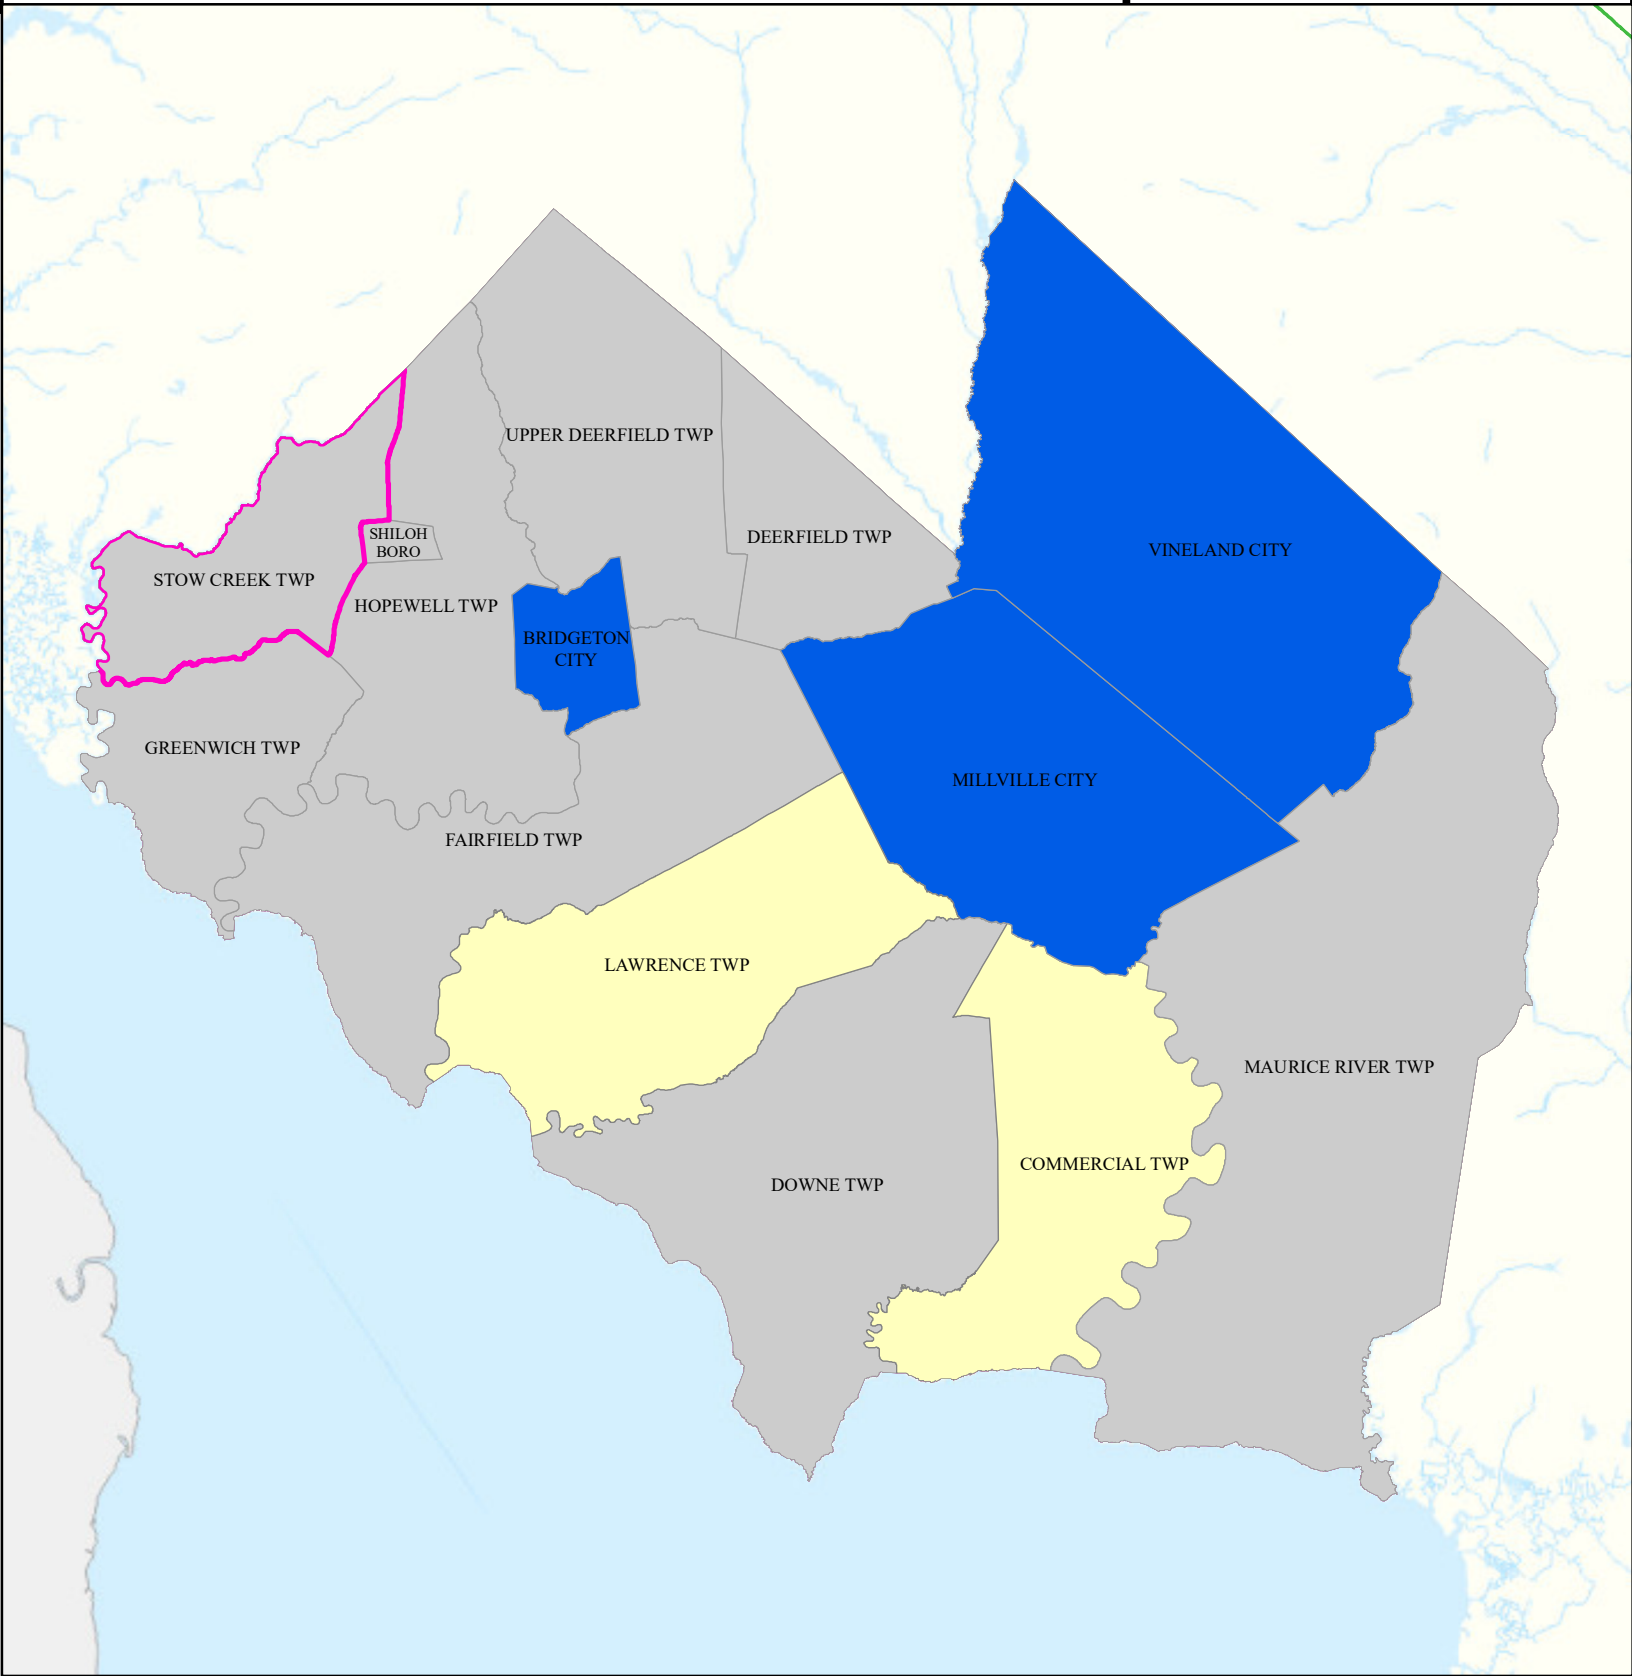 UPPER DEERFIELD TWP
SHILOH
BORO
DEERFIELD TWP
VINELAND CITY
STOW CREEK TWP
HOPEWELL TWP
BRIDGETON
CITY
GREENWICH TWP
MILLVILLE CITY
FAIRFIELD TWP
LAWRENCE TWP
MAURICE RIVER TWP
COMMERCIAL TWP
DOWNE TWP